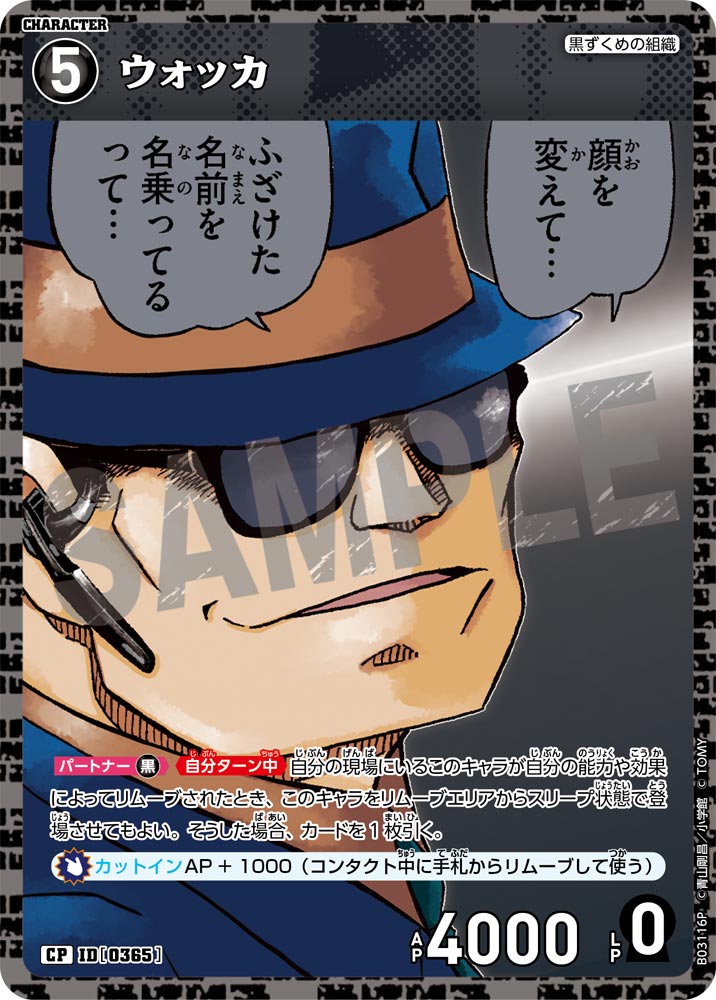 CHARACTER
5
ウォッカ
黒ずくめの組織
顔を
変えて…
ふざけた
名前を
名乗ってる
って…
SAMPLE
パートナー 黒 自分ターン中 自分の現場にいるこのキャラが自分の能力や効果
によってリムーブされたとき、このキャラをリムーブエリアからスリープ状態で登
場させてもよい。そうした場合、カードを1枚引く。
カットイン AP + 1000（コンタクト中に手札からリムーブして使う）
CP ID[0365]
AP 4000 LP 0
B03116P ©青山剛昌/小学館 © TOMY